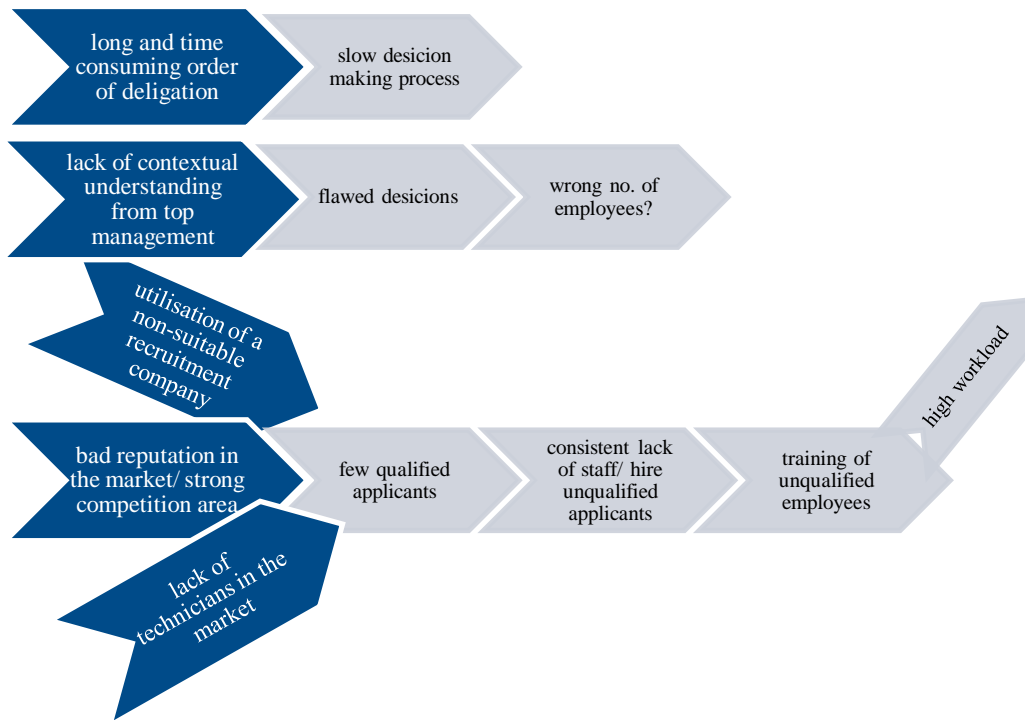 long and time
consuming order
of deligation
slow desicion
making process
lack of contextual
understanding
from top
management
flawed desicions
wrong no. of
employees?
utilisation of a
non-suitable
recruitment
company
bad reputation in
the market/ strong
competition area
few qualified
applicants
consistent lack
of staff/ hire
unqualified
applicants
training of
unqualified
employees
high workload
lack of
technicians in the
market